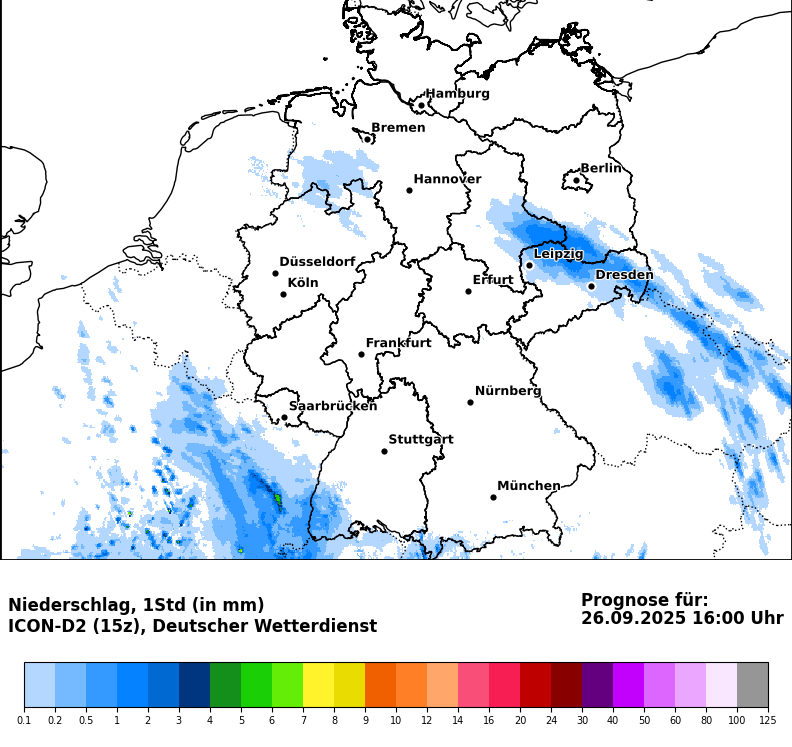 Hamburg
Bremen
Berlin
Hannover
Leipzig
Düsseldorf
Dresden
Köln
Erfurt
Frankfurt
Nürnberg
Saarbrücken
Stuttgart
München
Niederschlag, 1Std (in mm)
ICON-D2 (15z), Deutscher Wetterdienst
Prognose für:
26.09.2025 16:00 Uhr
0.1 0.2 0.5 1 2 3 4 5 6 7 8 9 10 12 14 16 20 24 30 40 50 60 80 100 125